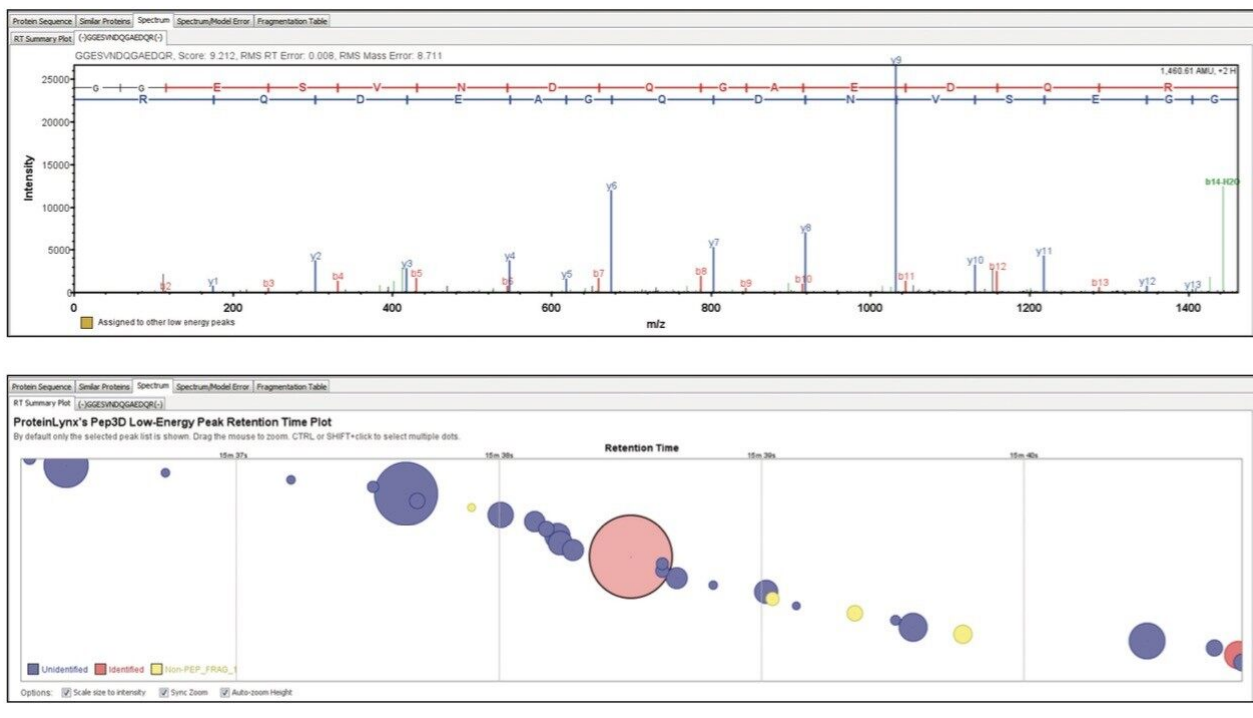 Protein Sequence Similar Proteins Spectrum Spectrum/Model Error Fragmentation Table
RT Summary Plot (-)GGESVNDQGAEDQR(-)
GGESVNDQGAEDQR, Score: 9.212, RMS RT Error: 0.008, RMS Mass Error: 8.711
1,460.61 AMU, +2 H
G G E S V N D Q G A E D Q R
R Q D E A G Q D N V S E G G
Intensity
25000
20000
15000
10000
5000
0
b2 y1 b3 y2 b4 y3 b5 y4 b6 y5 b7 y6 b8 y7 b9 b10 y8 y9 b11 y10 b12 y11 b13 y12 y13 b14-H2O
0 200 400 600 800 1000 1200 1400
m/z
Assigned to other low energy peaks
Protein Sequence Similar Proteins Spectrum Spectrum/Model Error Fragmentation Table
RT Summary Plot (-)GGESVNDQGAEDQR(-)
ProteinLynx's Pep3D Low-Energy Peak Retention Time Plot
By default only the selected peak list is shown. Drag the mouse to zoom. CTRL or SHIFT+click to select multiple dots.
Retention Time
15m 37s 15m 38s 15m 39s 15m 40s
Unidentified Identified Non-PEP_FRAG_1
Options: Scale size to intensity Sync Zoom Auto-zoom Height